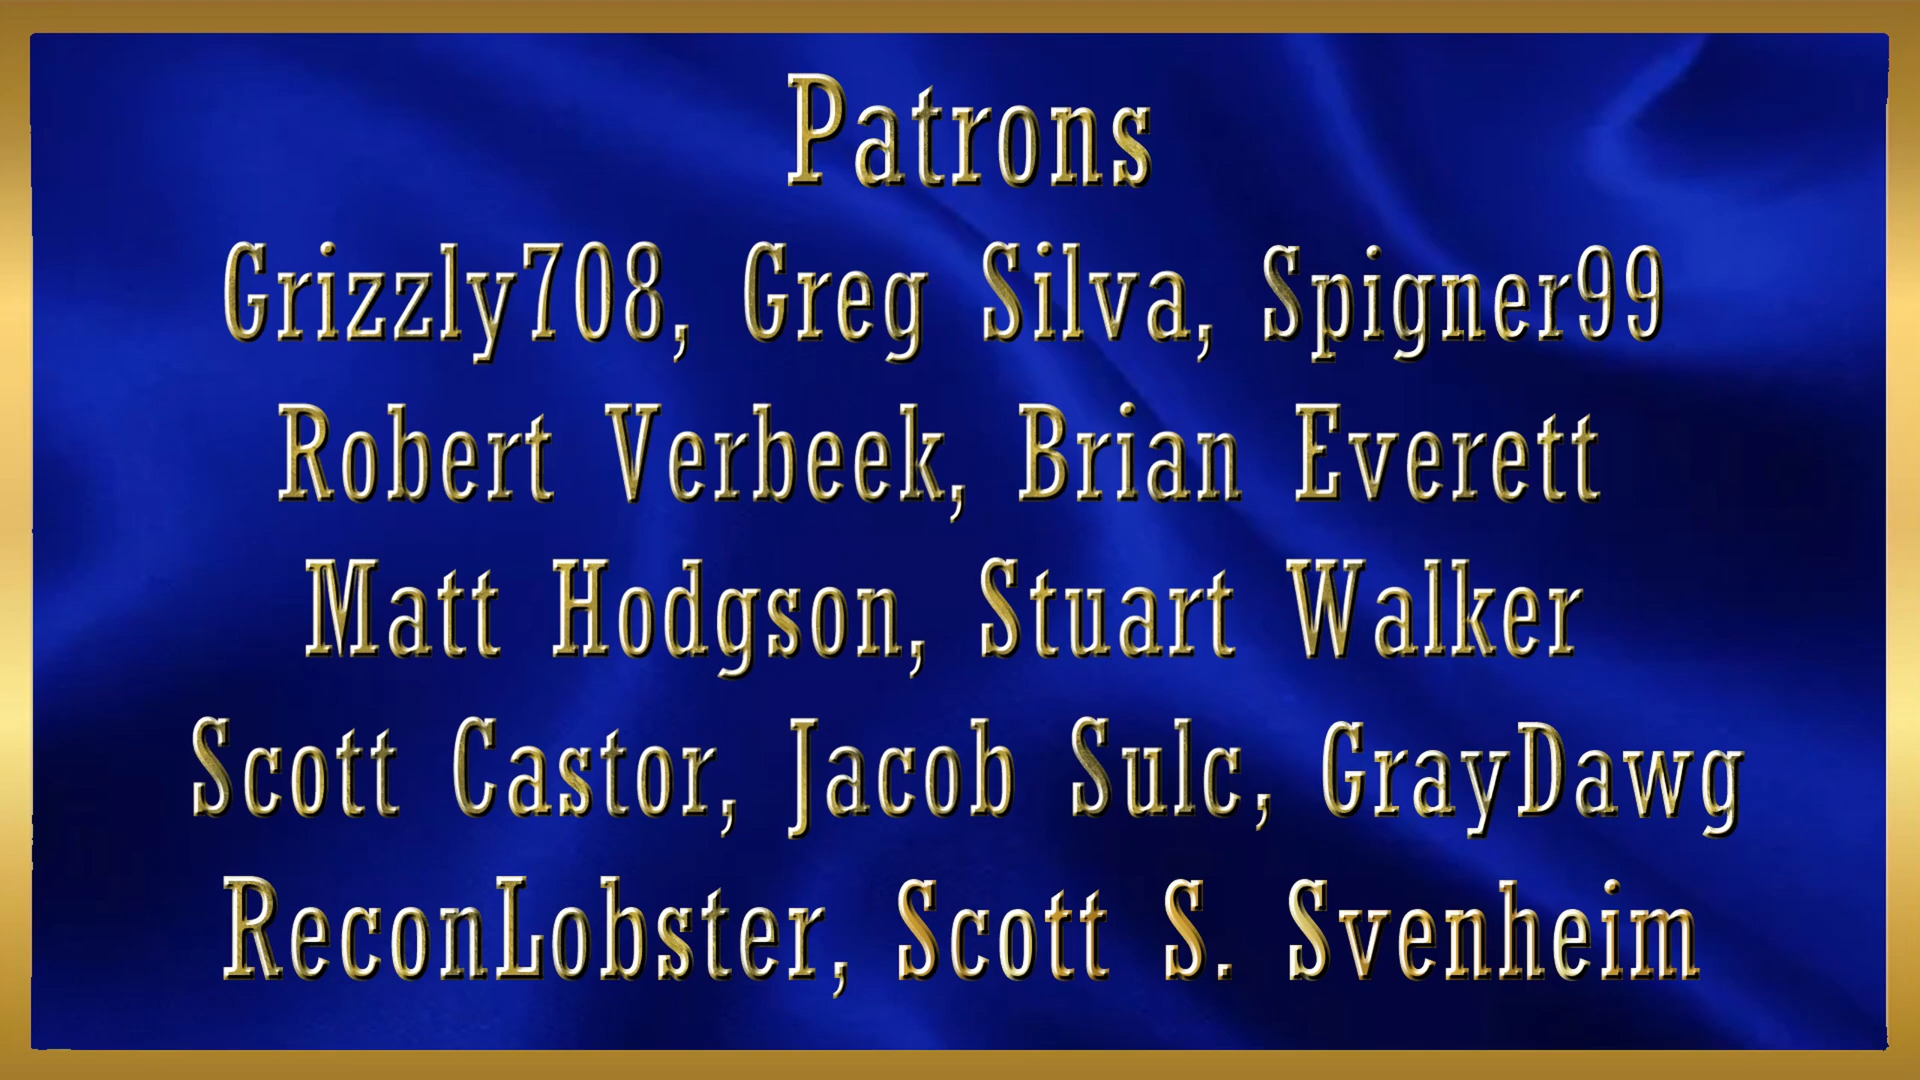 Patrons
Grizzly708, Greg Silva, Spigner99
Robert Verbeek, Brian Everett
Matt Hodgson, Stuart Walker
Scott Castor, Jacob Sulc, GrayDawg
ReconLobster, Scott S. Svenheim